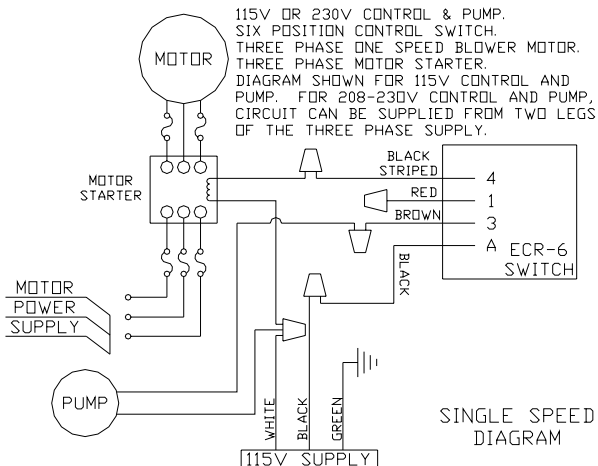 115V OR 230V CONTROL & PUMP.
SIX POSITION CONTROL SWITCH.
THREE PHASE ONE SPEED BLOWER MOTOR.
THREE PHASE MOTOR STARTER.
DIAGRAM SHOWN FOR 115V CONTROL AND
PUMP. FOR 208-230V CONTROL AND PUMP,
CIRCUIT CAN BE SUPPLIED FROM TWO LEGS
OF THE THREE PHASE SUPPLY.
MOTOR
MOTOR
STARTER
BLACK
STRIPED
RED
BROWN
BLACK
4
1
3
A
ECR-6
SWITCH
MOTOR
POWER
SUPPLY
PUMP
WHITE
BLACK
GREEN
115V SUPPLY
SINGLE SPEED
DIAGRAM